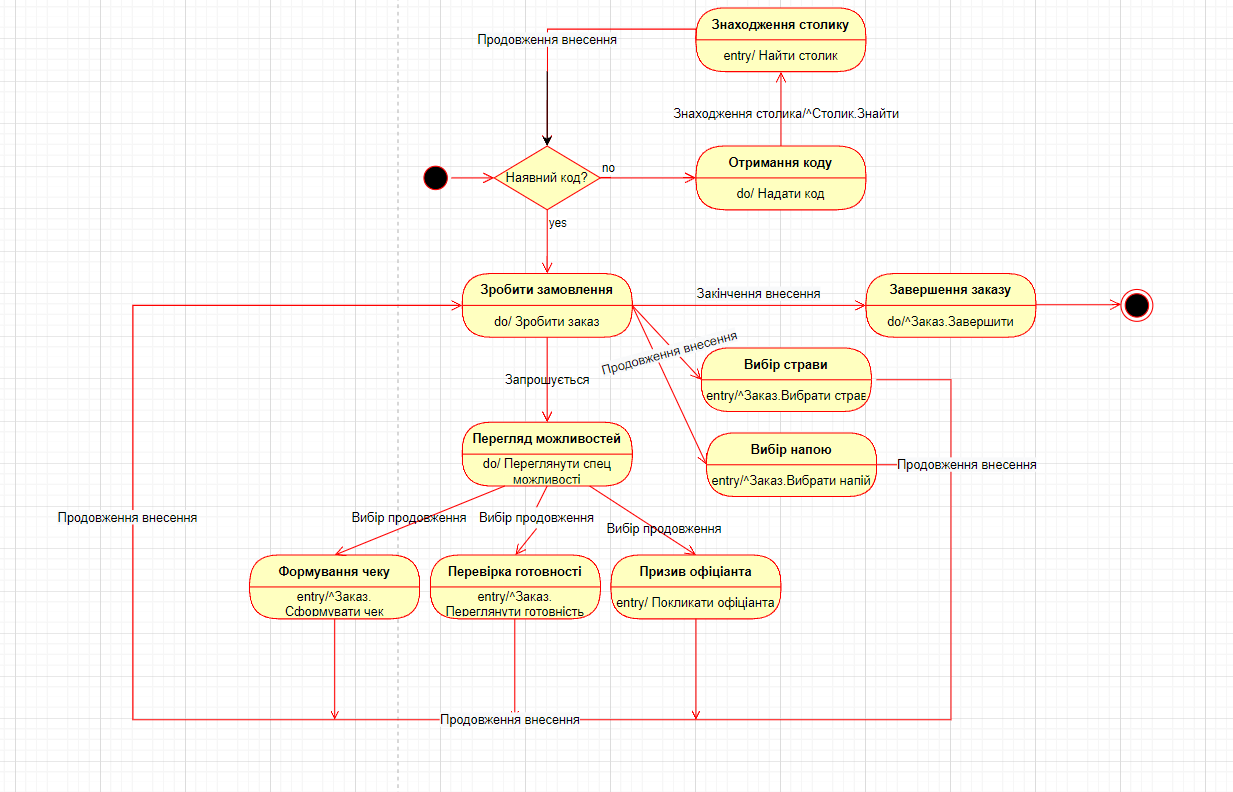 Знаходження столику
entry/ Найти столик
Продовження внесення
Знаходження столика/^Столик.Знайти
Наявний код?
no
Отримання коду
do/ Надати код
yes
Зробити замовлення
do/ Зробити заказ
Закінчення внесення
Завершення заказу
do/^Заказ.Завершити
Продовження внесення
Вибір страви
entry/^Заказ.Вибрати страв
Запрошується
Перегляд можливостей
do/ Переглянути спец
можливості
Вибір напою
entry/^Заказ.Вибрати напій
Продовження внесення
Продовження внесення
Вибір продовження
Вибір продовження
Вибір продовження
Формування чеку
entry/^Заказ.
Сформувати чек
Перевірка готовності
entry/^Заказ.
Переглянути готовність
Призив офіціанта
entry/ Покликати офіціанта
Продовження внесення